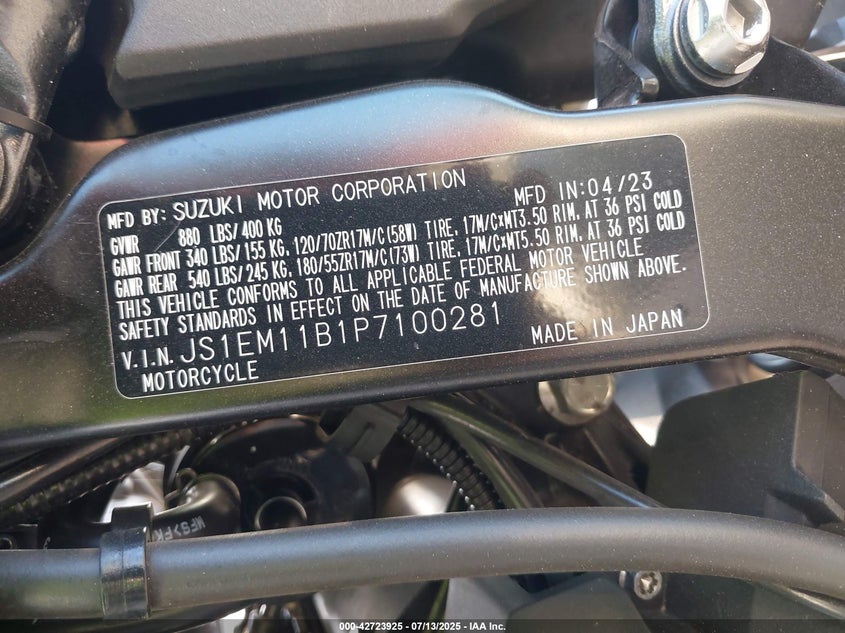 MFD BY: SUZUKI MOTOR CORPORATION MFD IN:04/23
GVWR 880 LBS/400 KG
GAWR FRONT 340 LBS/155 KG, 120/70ZR17M/C(58W) TIRE, 17M/C×MT3.50 RIM, AT 36 PSI COLD
GAWR REAR 540 LBS/245 KG, 180/55ZR17M/C(73W) TIRE, 17M/C×MT5.50 RIM, AT 36 PSI COLD
THIS VEHICLE CONFORMS TO ALL APPLICABLE FEDERAL MOTOR VEHICLE
SAFETY STANDARDS IN EFFECT ON THE DATE OF MANUFACTURE SHOWN ABOVE.
V.I.N. JS1EM11B1P7100281 MADE IN JAPAN
MOTORCYCLE
000-42723925 - 07/13/2025 - IAA Inc.